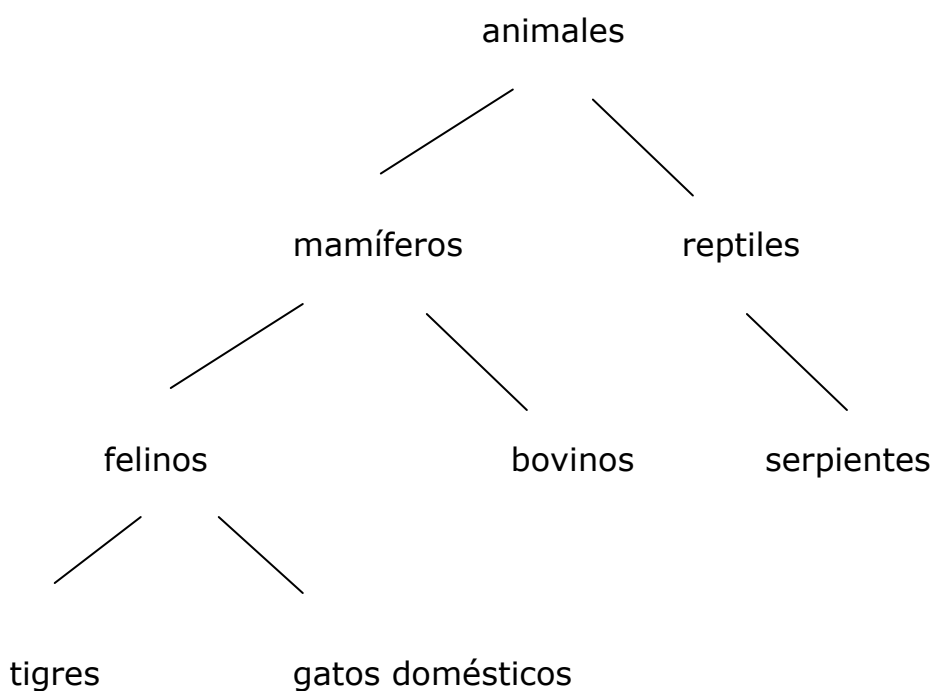 animales
mamíferos reptiles
felinos bovinos serpientes
tigres gatos domésticos